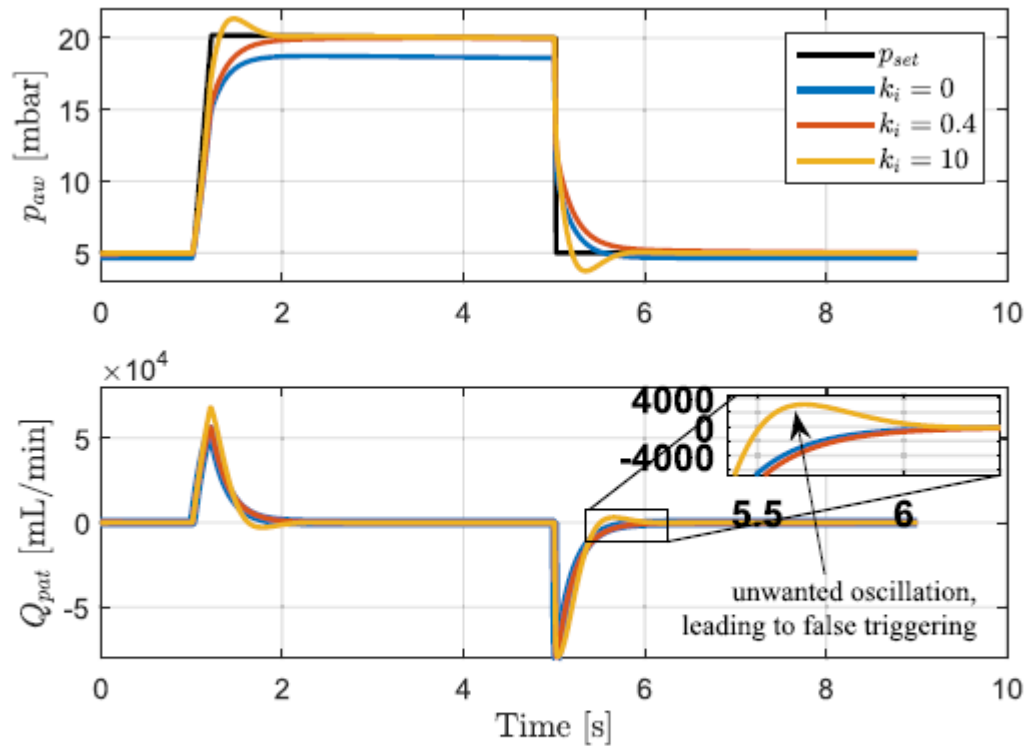 20
15
10
5
p_aw [mbar]
p_set
k_i = 0
k_i = 0.4
k_i = 10
0 2 4 6 8 10
×10^4
5
0
-5
Q_pat [mL/min]
4000
0
-4000
5.5 6
unwanted oscillation,
leading to false triggering
0 2 4 6 8 10
Time [s]